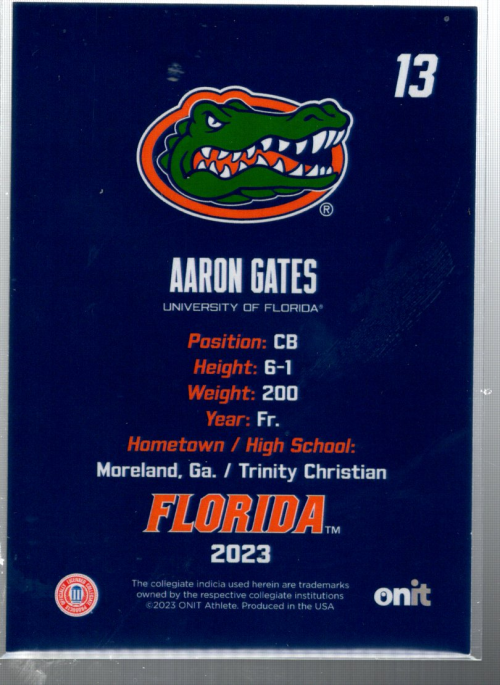 13
®
AARON GATES
UNIVERSITY OF FLORIDA®
Position: CB
Height: 6-1
Weight: 200
Year: Fr.
Hometown / High School:
Moreland, Ga. / Trinity Christian
FLORIDA™
2023
The collegiate indicia used herein are trademarks
owned by the respective collegiate institutions
©2023 ONIT Athlete. Produced in the USA
onit